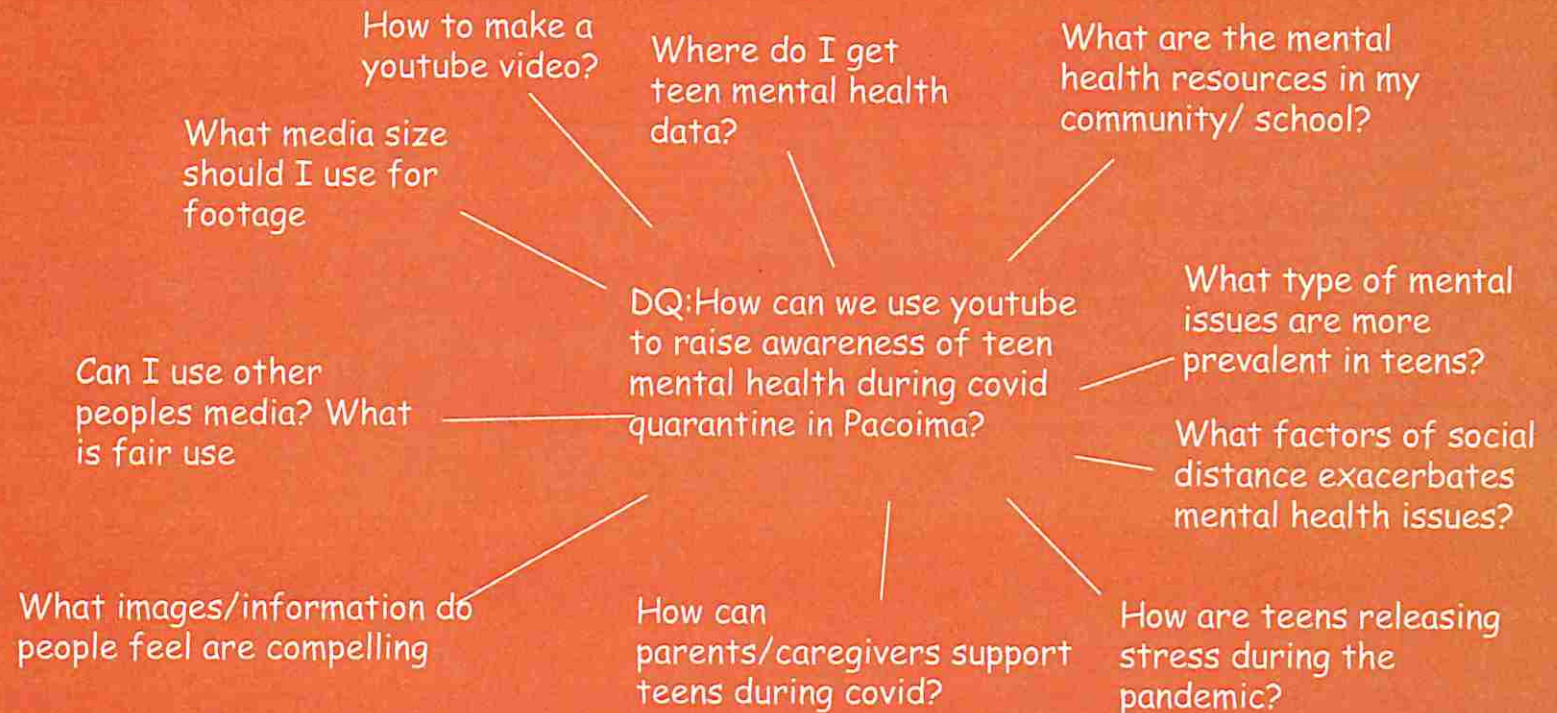 How to make a
youtube video?
Where do I get
teen mental health
data?
What are the mental
health resources in my
community/ school?
What media size
should I use for
footage
DQ:How can we use youtube
to raise awareness of teen
mental health during covid
quarantine in Pacoima?
What type of mental
issues are more
prevalent in teens?
Can I use other
peoples media? What
is fair use
What factors of social
distance exacerbates
mental health issues?
What images/information do
people feel are compelling
How can
parents/caregivers support
teens during covid?
How are teens releasing
stress during the
pandemic?